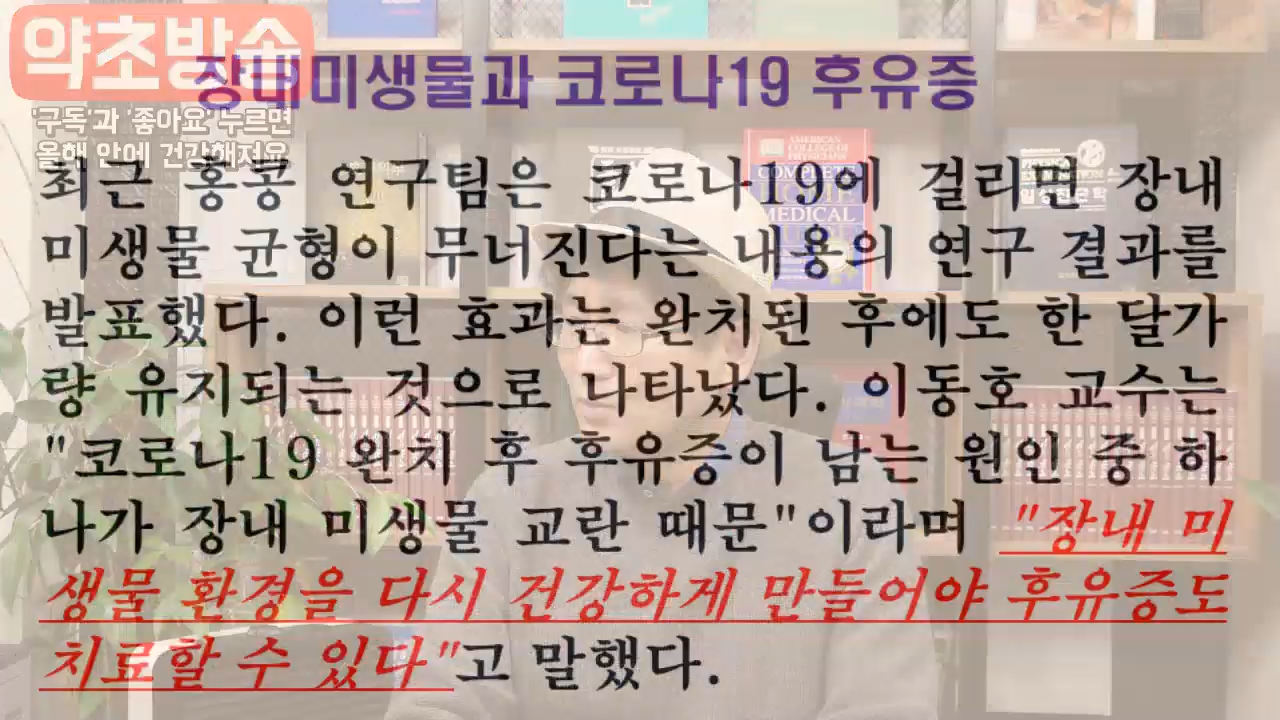 약초방송
'구독'과 '좋아요' 누르면
올해 안에 건강해져요
장내미생물과 코로나19 후유증
최근 홍콩 연구팀은 코로나19에 걸리면 장내
미생물 균형이 무너진다는 내용의 연구 결과를
발표했다. 이런 효과는 완치된 후에도 한 달가
량 유지되는 것으로 나타났다. 이동호 교수는
"코로나19 완치 후 후유증이 남는 원인 중 하
나가 장내 미생물 교란 때문"이라며 "장내 미
생물 환경을 다시 건강하게 만들어야 후유증도
치료할 수 있다"고 말했다.
AMERICAN
COLLEGE OF
PHYSICIANS
COMPLETE
HOME
MEDICAL